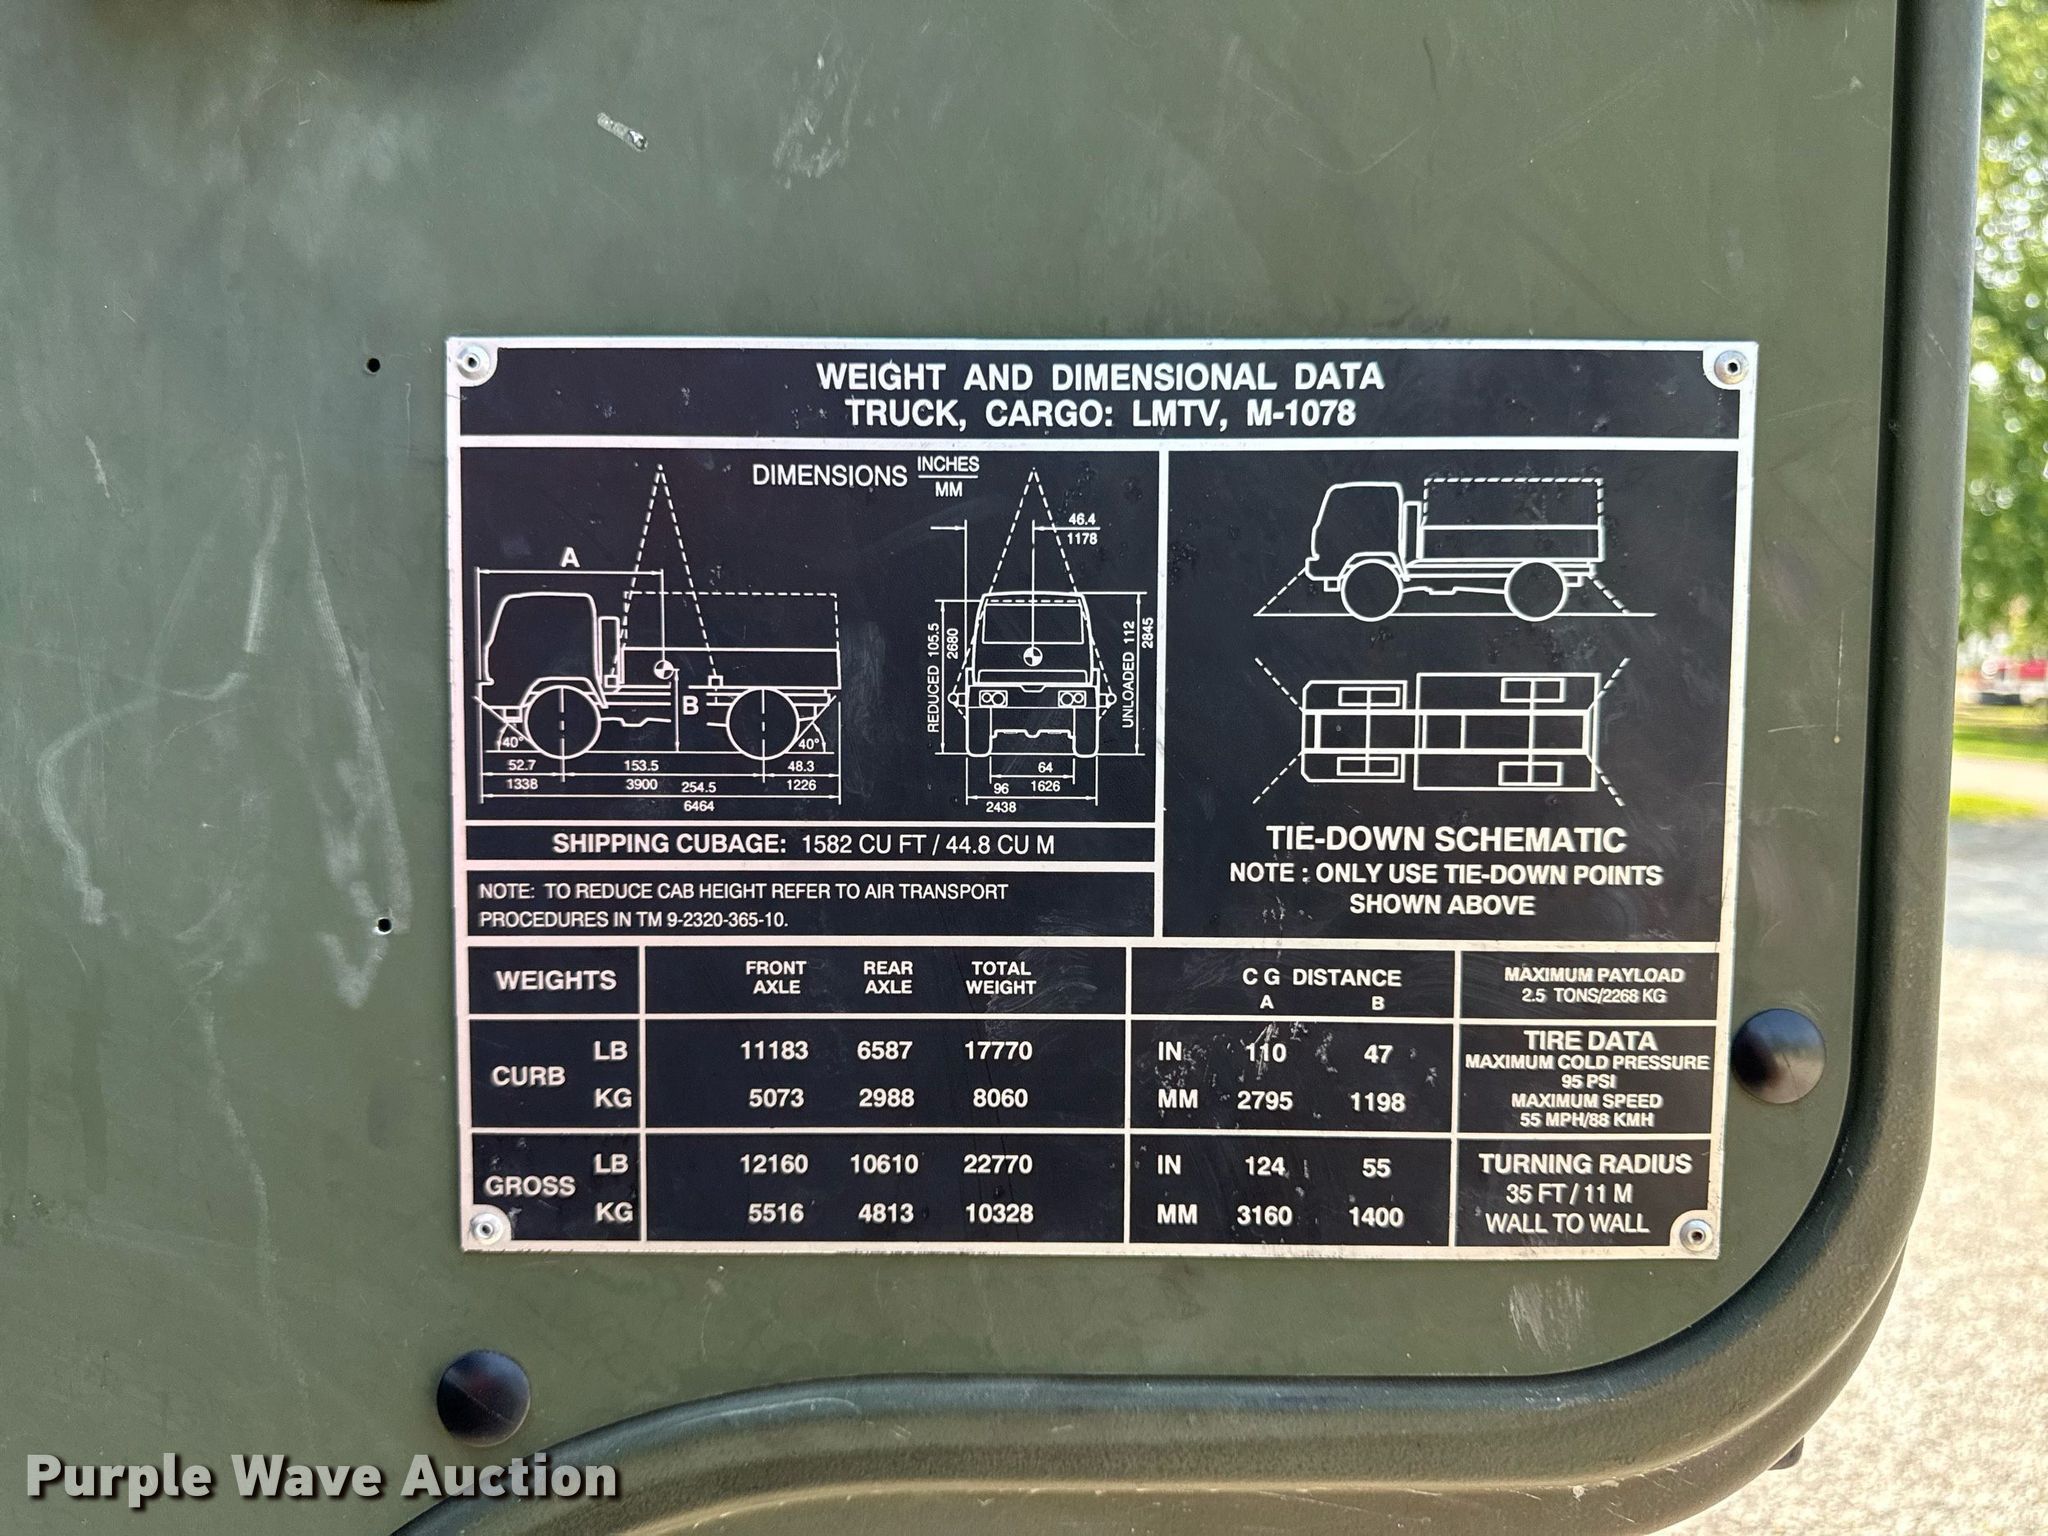 WEIGHT AND DIMENSIONAL DATA
TRUCK, CARGO: LMTV, M-1078
DIMENSIONS INCHES
MM
A
46.4
1178
REDUCED 105.5
2680
UNLOADED 112
2845
B
40° 40°
52.7 153.5 48.3
1338 3900 254.5 1226
6464
64
96 1626
2438
SHIPPING CUBAGE: 1582 CU FT / 44.8 CU M
NOTE: TO REDUCE CAB HEIGHT REFER TO AIR TRANSPORT
PROCEDURES IN TM 9-2320-365-10.
TIE-DOWN SCHEMATIC
NOTE : ONLY USE TIE-DOWN POINTS
SHOWN ABOVE
WEIGHTS FRONT AXLE REAR AXLE TOTAL WEIGHT
CURB LB 11183 6587 17770
KG 5073 2988 8060
GROSS LB 12160 10610 22770
KG 5516 4813 10328
C G DISTANCE
A B
IN 110 47
MM 2795 1198
IN 124 55
MM 3160 1400
MAXIMUM PAYLOAD
2.5 TONS/2268 KG
TIRE DATA
MAXIMUM COLD PRESSURE
95 PSI
MAXIMUM SPEED
55 MPH/88 KMH
TURNING RADIUS
35 FT / 11 M
WALL TO WALL
Purple Wave Auction